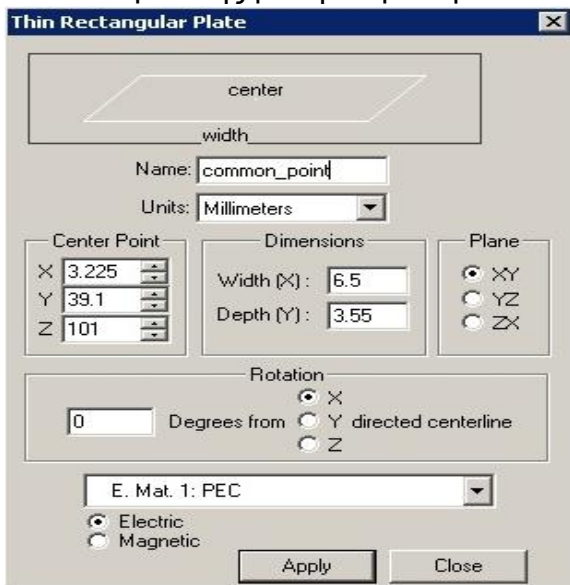 Thin Rectangular Plate
center
width
Name: common_point
Units: Millimeters
Center Point
X 3.225
Y 39.1
Z 101
Dimensions
Width (X) : 6.5
Depth (Y) : 3.55
Plane
XY
YZ
ZX
Rotation
0 Degrees from X
Y directed centerline
Z
E. Mat. 1: PEC
Electric
Magnetic
Apply Close